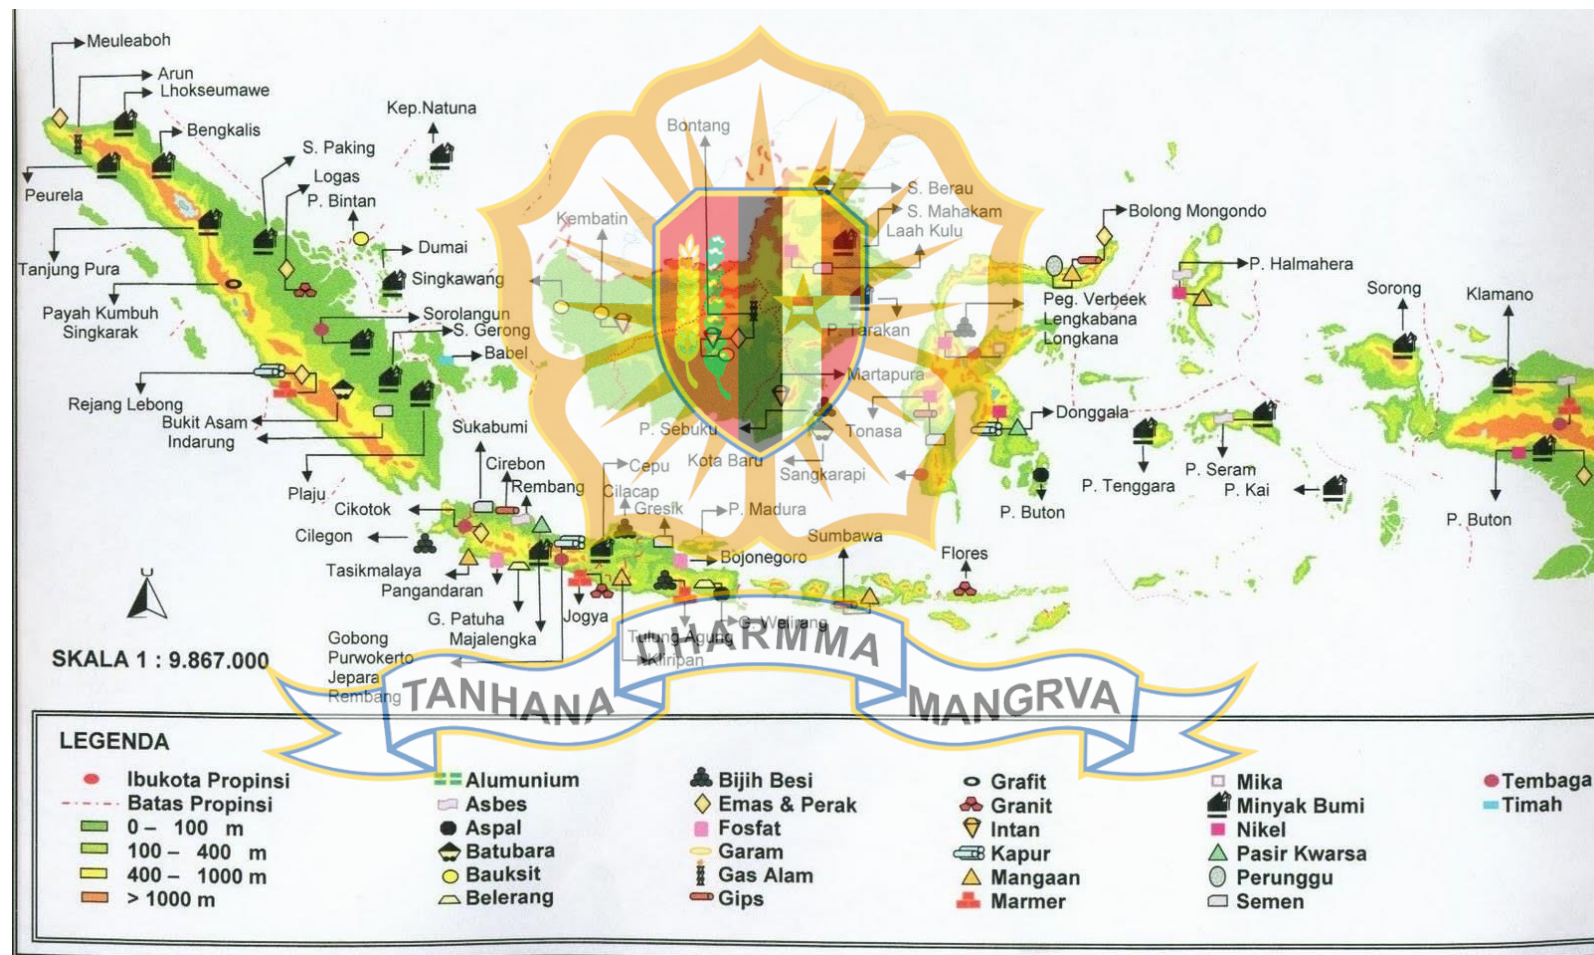 Meuleaboh
Arun
Lhokseumawe
Bengkalis
Kep.Natuna
Bontang
S. Paking
Logas
P. Bintan
Peurela
Kembatin
S. Berau
S. Mahakam
Laah Kulu
Bolong Mongondo
Dumai
Singkawang
P. Halmahera
Tanjung Pura
Sorong
Klamano
Payah Kumbuh
Singkarak
Sorolangun
S. Gerong
Babel
P. Tarakan
Peg. Verbeek
Lengkabana
Longkana
Rejang Lebong
Bukit Asam
Indarung
Martapura
Donggala
Sukabumi
P. Sebuku
Tonasa
Kota Baru
Sangkarapi
Cirebon
Rembang
Cepu
Plaju
Cikotok
Cilacap
Gresik
P. Madura
P. Buton
P. Tenggara
P. Seram
P. Kai
P. Buton
Cilegon
Sumbawa
Flores
Bojonegoro
Tasikmalaya
Pangandaran
G. Patuha
Majalengka
Jogya
Tulung Agung
G. Welirang
Kliripan
Gobong
Purwokerto
Jepara
Rembang
U
SKALA 1 : 9.867.000
TANHANA DHARMMA MANGRVA
LEGENDA
Ibukota Propinsi
Batas Propinsi
0 – 100 m
100 – 400 m
400 – 1000 m
> 1000 m
Alumunium
Asbes
Aspal
Batubara
Bauksit
Belerang
Bijih Besi
Emas & Perak
Fosfat
Garam
Gas Alam
Gips
Grafit
Granit
Intan
Kapur
Mangaan
Marmer
Mika
Minyak Bumi
Nikel
Pasir Kwarsa
Perunggu
Semen
Tembaga
Timah